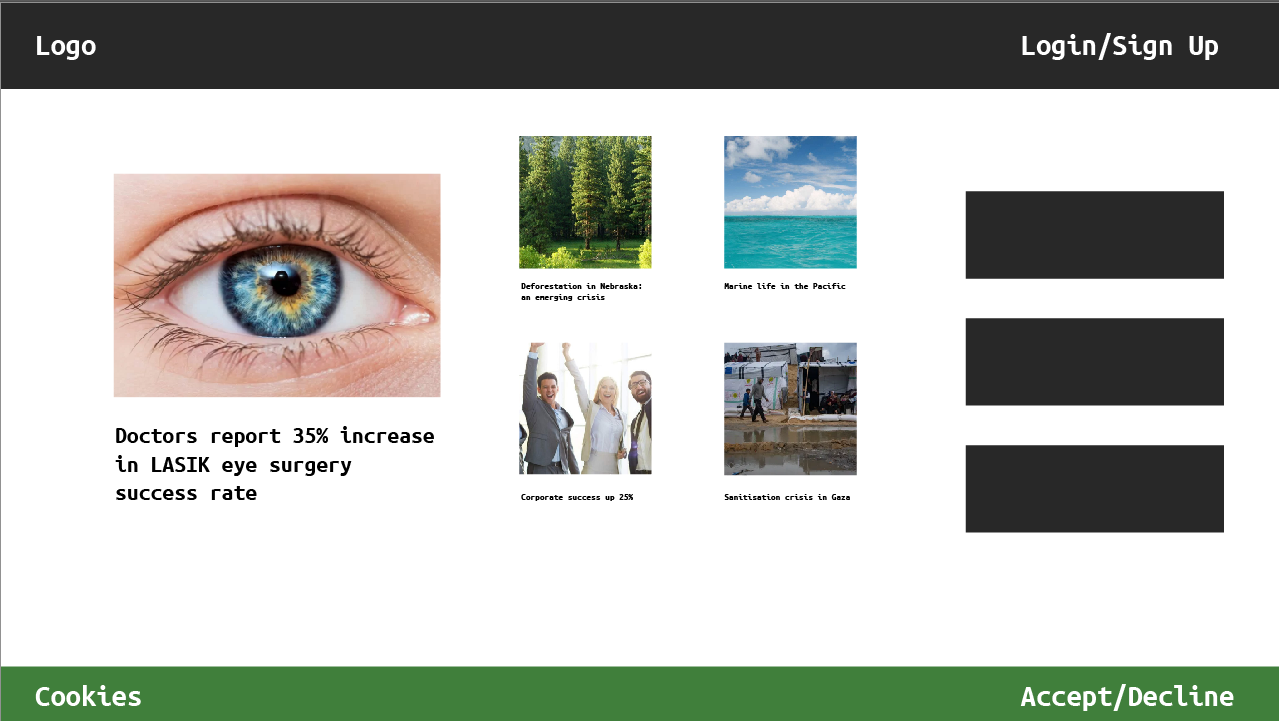 Logo
Login/Sign Up
Doctors report 35% increase
in LASIK eye surgery
success rate
Deforestation in Nebraska:
an emerging crisis
Marine life in the Pacific
Corporate success up 25%
Sanitisation crisis in Gaza
Cookies
Accept/Decline